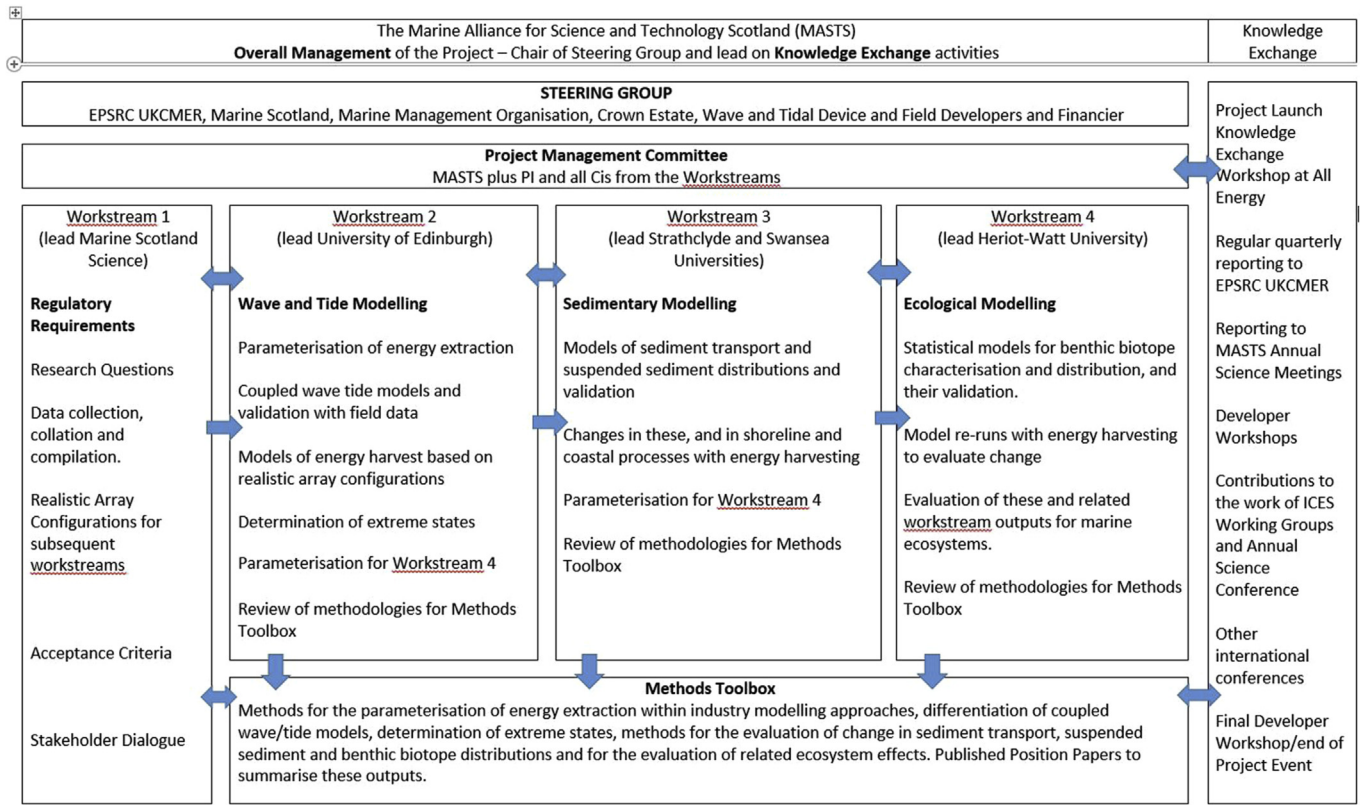 The Marine Alliance for Science and Technology Scotland (MASTS)
Overall Management of the Project – Chair of Steering Group and lead on Knowledge Exchange activities
Knowledge
Exchange
STEERING GROUP
EPSRC UKCMER, Marine Scotland, Marine Management Organisation, Crown Estate, Wave and Tidal Device and Field Developers and Financier
Project Management Committee
MASTS plus PI and all Cis from the Workstreams
Workstream 1
(lead Marine Scotland
Science)
Regulatory
Requirements
Research Questions
Data collection,
collation and
compilation.
Realistic Array
Configurations for
subsequent
workstreams
Acceptance Criteria
Stakeholder Dialogue
Workstream 2
(lead University of Edinburgh)
Wave and Tide Modelling
Parameterisation of energy extraction
Coupled wave tide models and
validation with field data
Models of energy harvest based on
realistic array configurations
Determination of extreme states
Parameterisation for Workstream 4
Review of methodologies for Methods
Toolbox
Workstream 3
(lead Strathclyde and Swansea
Universities)
Sedimentary Modelling
Models of sediment transport and
suspended sediment distributions and
validation
Changes in these, and in shoreline and
coastal processes with energy harvesting
Parameterisation for Workstream 4
Review of methodologies for Methods
Toolbox
Workstream 4
(lead Heriot-Watt University)
Ecological Modelling
Statistical models for benthic biotope
characterisation and distribution, and
their validation.
Model re-runs with energy harvesting
to evaluate change
Evaluation of these and related
workstream outputs for marine
ecosystems.
Review of methodologies for Methods
Toolbox
Methods Toolbox
Methods for the parameterisation of energy extraction within industry modelling approaches, differentiation of coupled
wave/tide models, determination of extreme states, methods for the evaluation of change in sediment transport, suspended
sediment and benthic biotope distributions and for the evaluation of related ecosystem effects. Published Position Papers to
summarise these outputs.
Project Launch
Knowledge
Exchange
Workshop at All
Energy
Regular quarterly
reporting to
EPSRC UKCMER
Reporting to
MASTS Annual
Science Meetings
Developer
Workshops
Contributions to
the work of ICES
Working Groups
and Annual
Science
Conference
Other
international
conferences
Final Developer
Workshop/end of
Project Event